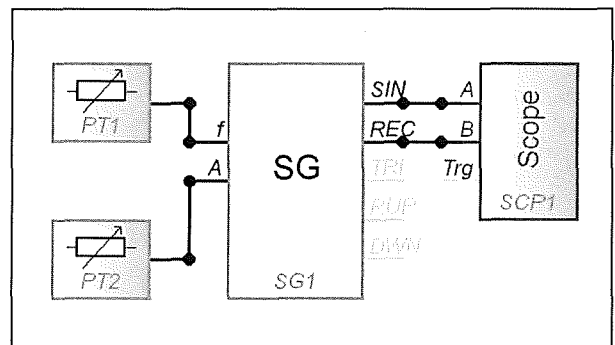 PT1
f
A
PT2
SG
SG1
SIN
REC
TRI
RUP
DWN
A
B
Trg
Scope
SCP1